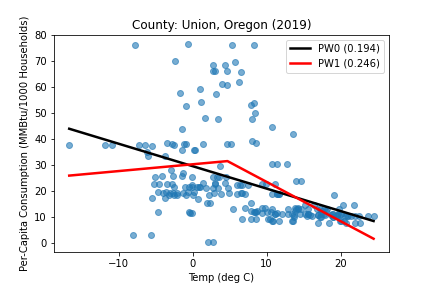 County: Union, Oregon (2019)
PW0 (0.194)
PW1 (0.246)
Per-Capita Consumption (MMBtu/1000 Households)
80
70
60
50
40
30
20
10
0
−10 0 10 20
Temp (deg C)